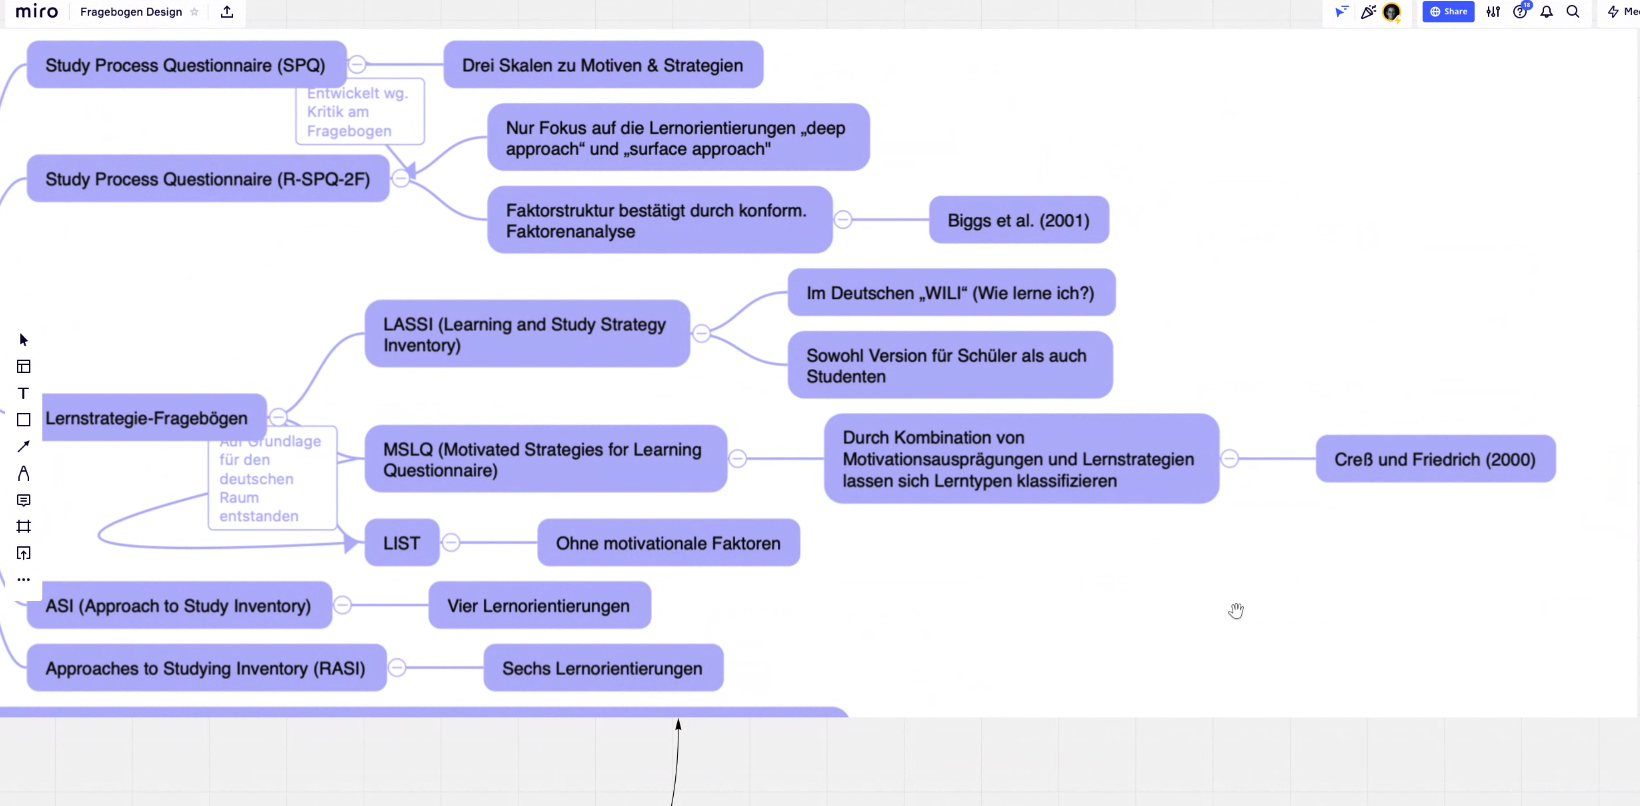 miro
Fragebogen Design
Share
18
Me
Study Process Questionnaire (SPQ)
Drei Skalen zu Motiven & Strategien
Entwickelt wg.
Kritik am
Fragebogen
Nur Fokus auf die Lernorientierungen „deep
approach“ und „surface approach"
Study Process Questionnaire (R-SPQ-2F)
Faktorstruktur bestätigt durch konform.
Faktorenanalyse
Biggs et al. (2001)
Im Deutschen „WILI“ (Wie lerne ich?)
LASSI (Learning and Study Strategy
Inventory)
Sowohl Version für Schüler als auch
Studenten
Lernstrategie-Fragebögen
Auf Grundlage
für den
deutschen
Raum
entstanden
MSLQ (Motivated Strategies for Learning
Questionnaire)
Durch Kombination von
Motivationsausprägungen und Lernstrategien
lassen sich Lerntypen klassifizieren
Creß und Friedrich (2000)
LIST
Ohne motivationale Faktoren
ASI (Approach to Study Inventory)
Vier Lernorientierungen
Approaches to Studying Inventory (RASI)
Sechs Lernorientierungen